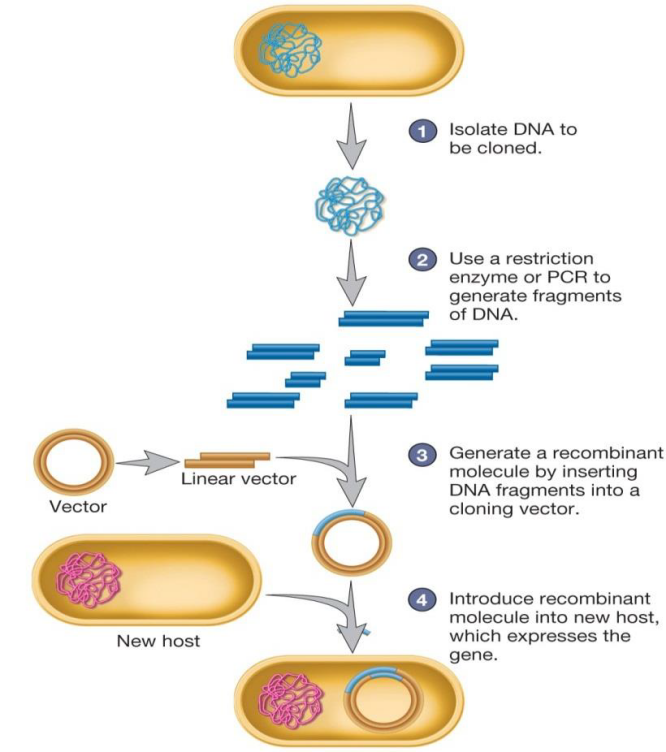 1 Isolate DNA to
be cloned.
2 Use a restriction
enzyme or PCR to
generate fragments
of DNA.
3 Generate a recombinant
molecule by inserting
DNA fragments into a
cloning vector.
Linear vector
Vector
4 Introduce recombinant
molecule into new host,
which expresses the
gene.
New host